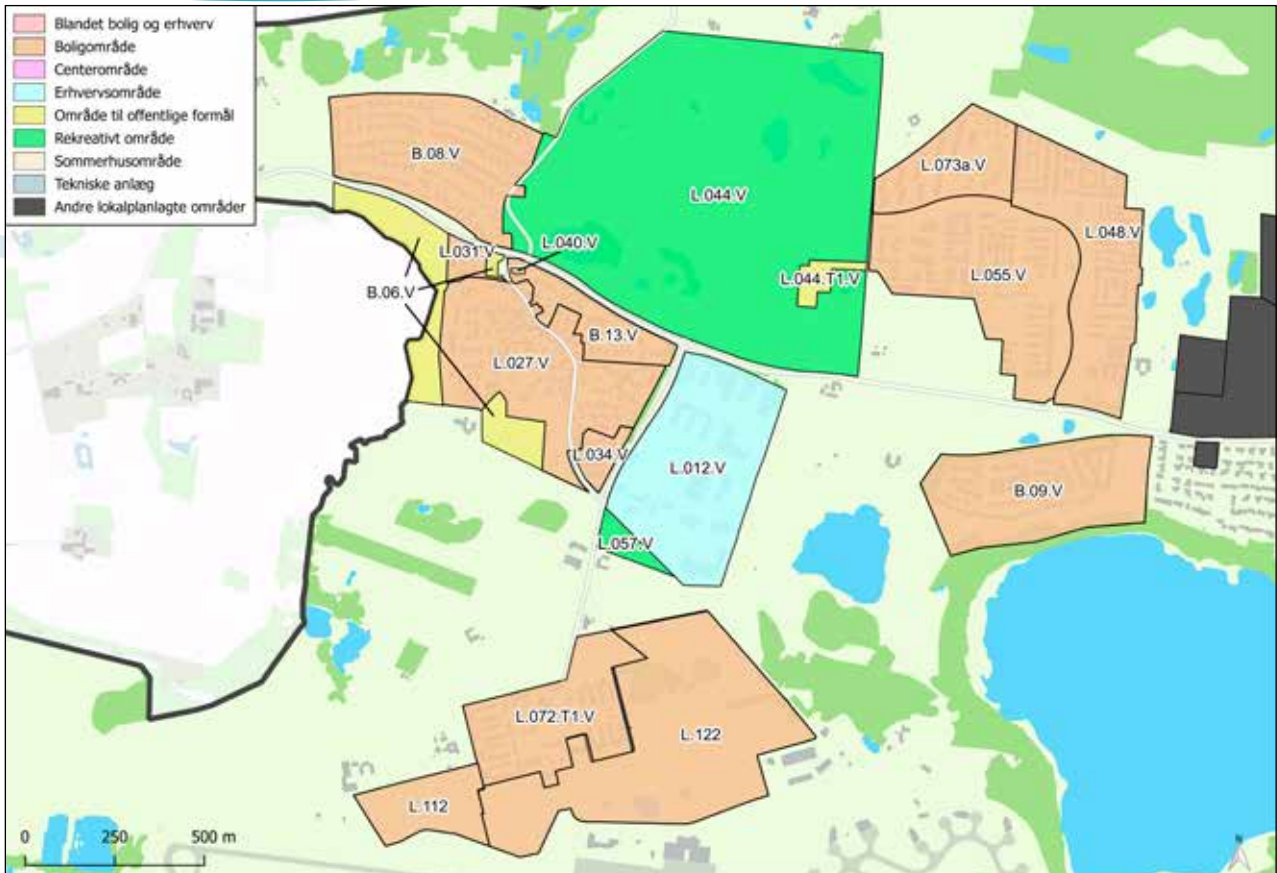 Blandet bolig og erhverv
Boligområde
Centerområde
Erhvervsområde
Område til offentlige formål
Rekreativt område
Sommerhusområde
Tekniske anlæg
Andre lokalplanlagte områder
B.08.V
L.073a.V
L.044.V
L.048.V
L.040.V
L.031.V
L.055.V
L.044.T1.V
B.06.V
B.13.V
L.027.V
L.034.V
L.012.V
B.09.V
L.057.V
L.072.T1.V
L.122
L.112
0 250 500 m
N